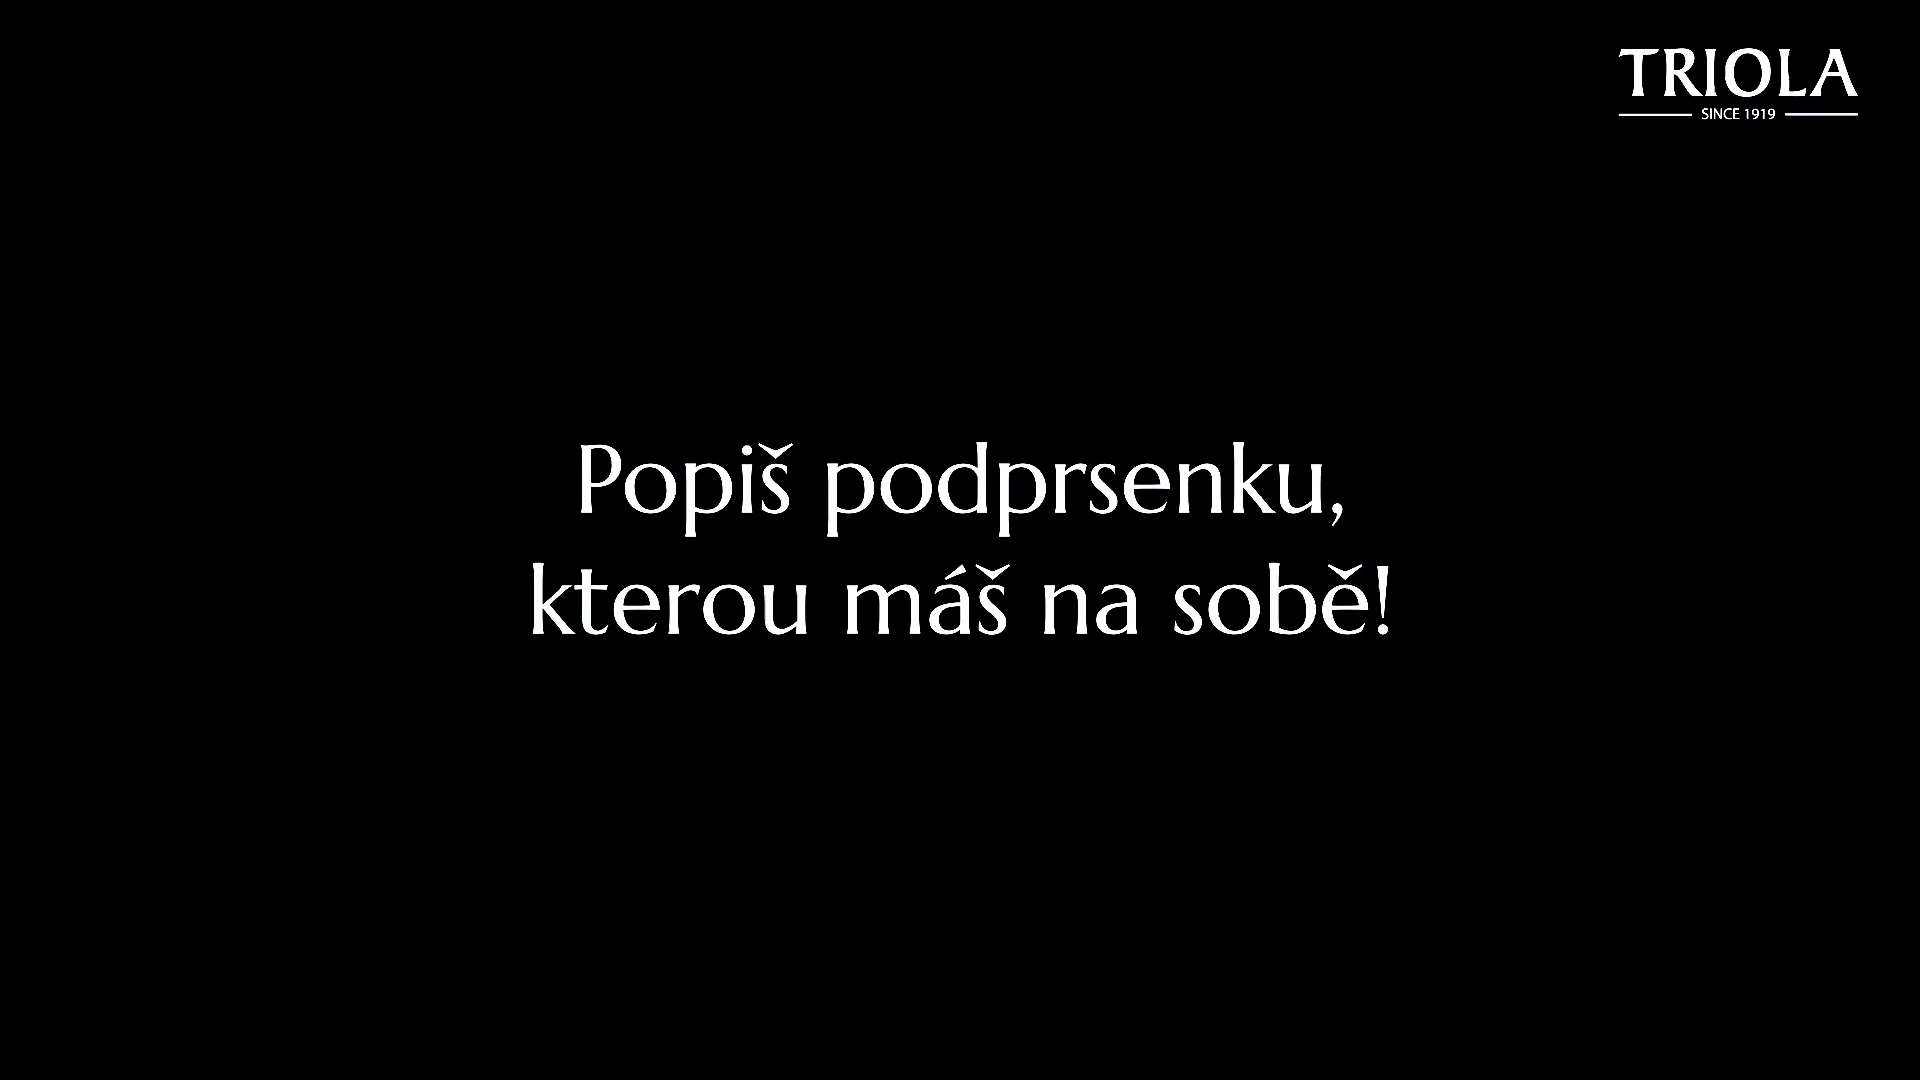 TRIOLA
SINCE 1919
Popiš podprsenku,
kterou máš na sobě!